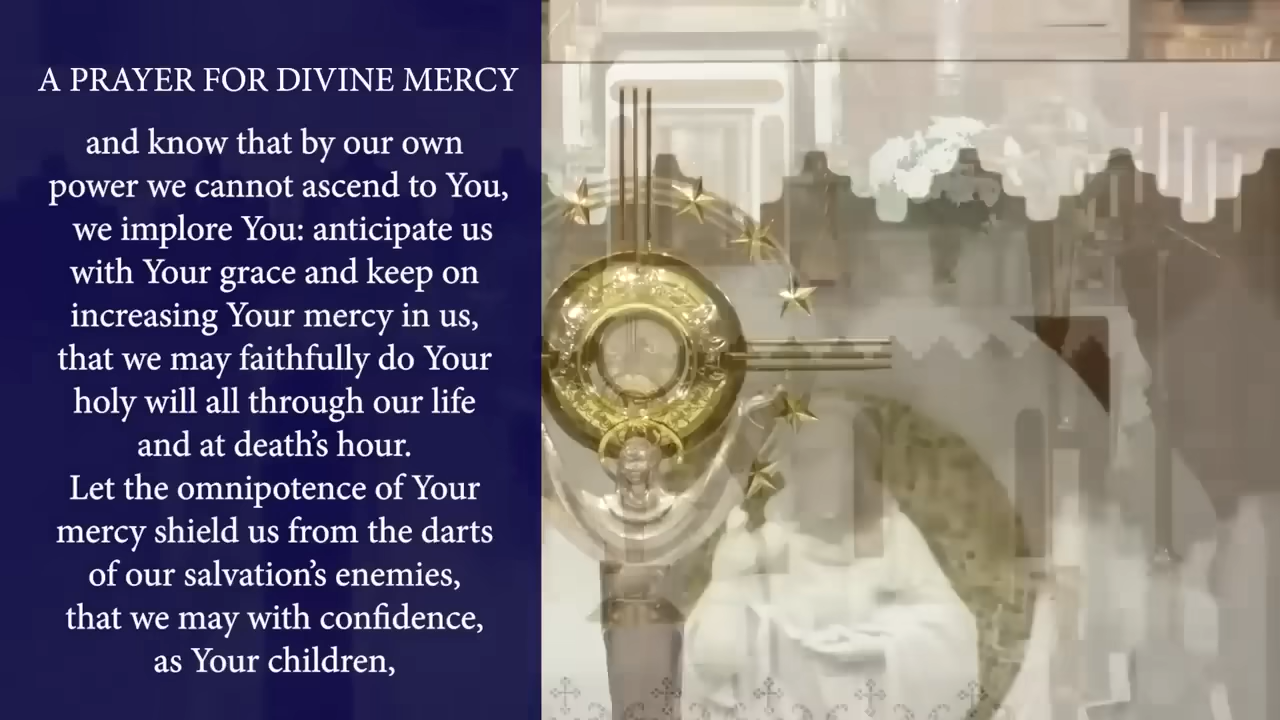 A PRAYER FOR DIVINE MERCY
and know that by our own
power we cannot ascend to You,
we implore You: anticipate us
with Your grace and keep on
increasing Your mercy in us,
that we may faithfully do Your
holy will all through our life
and at death’s hour.
Let the omnipotence of Your
mercy shield us from the darts
of our salvation’s enemies,
that we may with confidence,
as Your children,